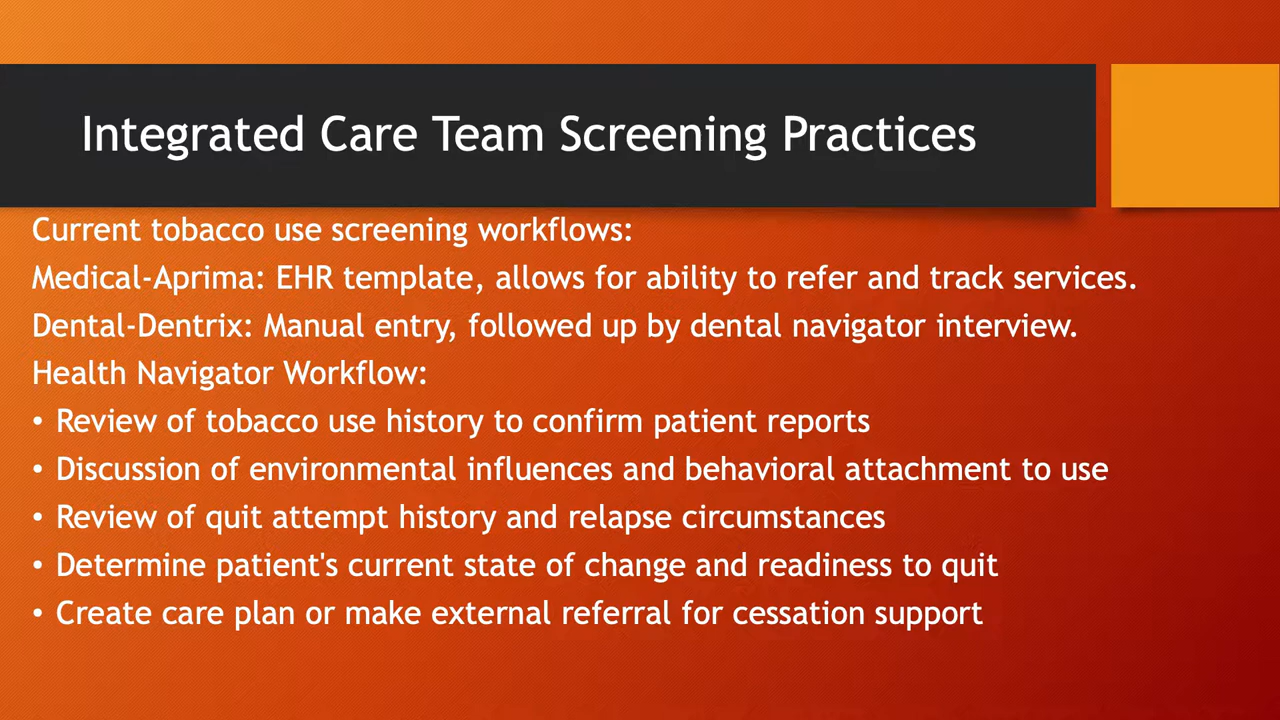 Integrated Care Team Screening Practices
Current tobacco use screening workflows:
Medical-Aprima: EHR template, allows for ability to refer and track services.
Dental-Dentrix: Manual entry, followed up by dental navigator interview.
Health Navigator Workflow:
• Review of tobacco use history to confirm patient reports
• Discussion of environmental influences and behavioral attachment to use
• Review of quit attempt history and relapse circumstances
• Determine patient's current state of change and readiness to quit
• Create care plan or make external referral for cessation support